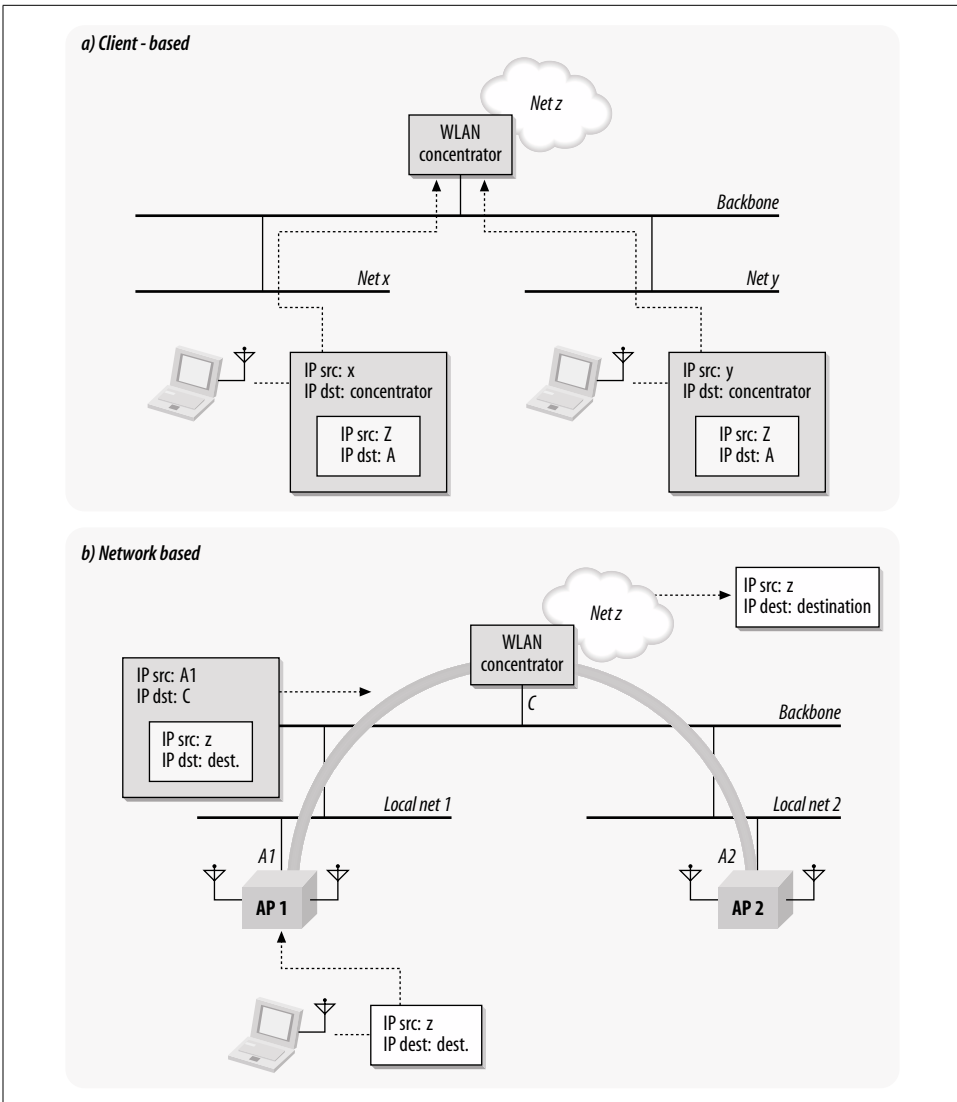 a) Client - based
Net z
WLAN
concentrator
Backbone
Net x
Net y
IP src: x
IP dst: concentrator
IP src: Z
IP dst: A
IP src: y
IP dst: concentrator
IP src: Z
IP dst: A
b) Network based
IP src: z
IP dest: destination
Net z
WLAN
concentrator
IP src: A1
IP dst: C
IP src: z
IP dst: dest.
C
Backbone
Local net 1
Local net 2
A1
A2
AP 1
AP 2
IP src: z
IP dest: dest.